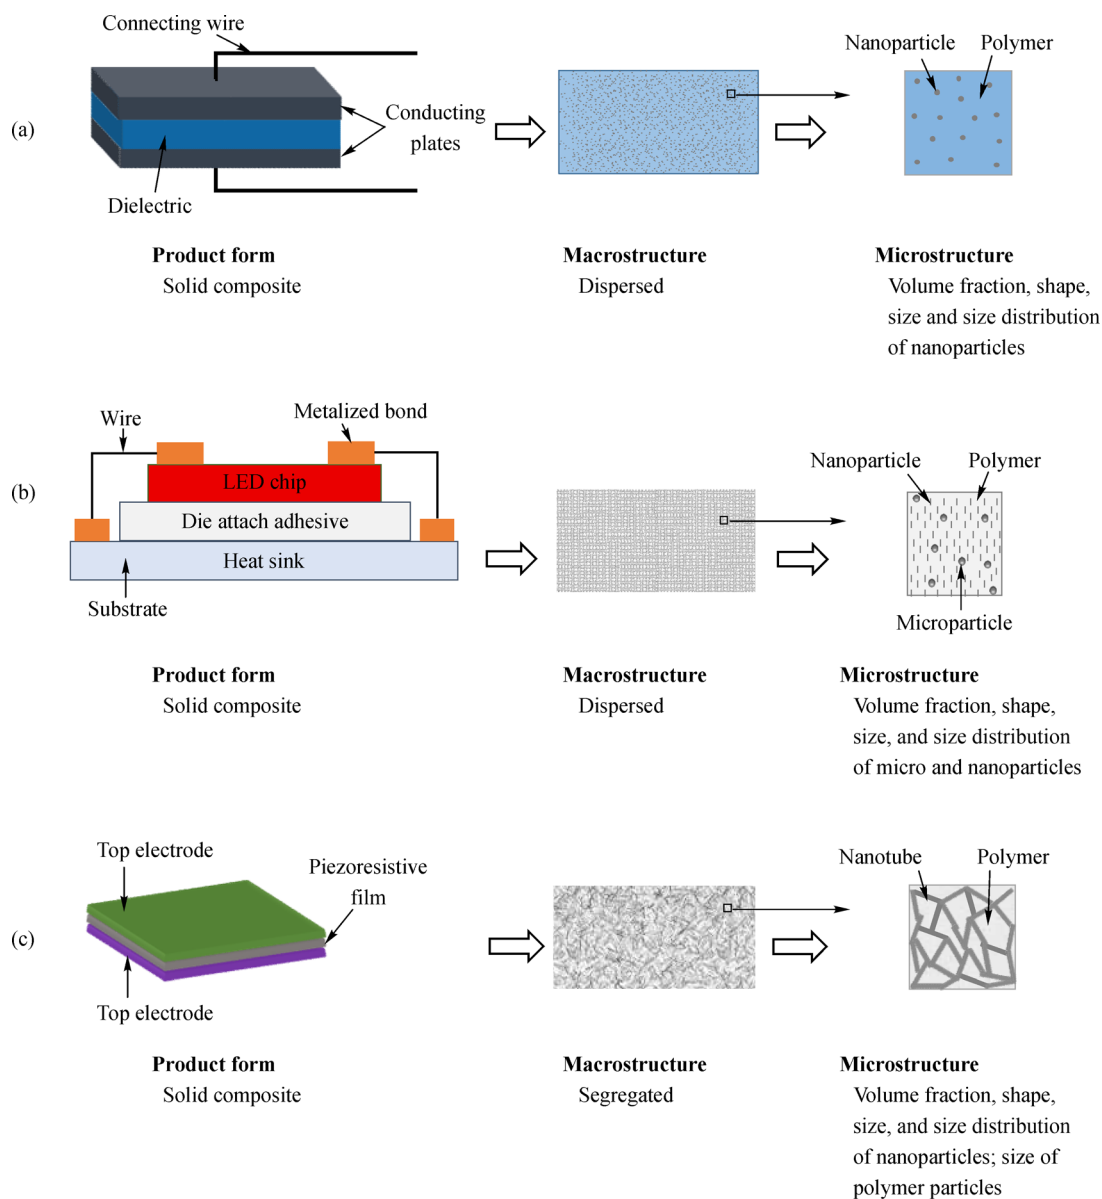 Connecting wire
Nanoparticle
Polymer
(a)
Conducting
plates
Dielectric
Product form
Solid composite
Macrostructure
Dispersed
Microstructure
Volume fraction, shape,
size and size distribution
of nanoparticles
Wire
Metalized bond
Nanoparticle
Polymer
(b)
LED chip
Die attach adhesive
Heat sink
Substrate
Microparticle
Product form
Solid composite
Macrostructure
Dispersed
Microstructure
Volume fraction, shape,
size, and size distribution
of micro and nanoparticles
Top electrode
Piezoresistive
film
Nanotube
Polymer
(c)
Top electrode
Product form
Solid composite
Macrostructure
Segregated
Microstructure
Volume fraction, shape,
size, and size distribution
of nanoparticles; size of
polymer particles